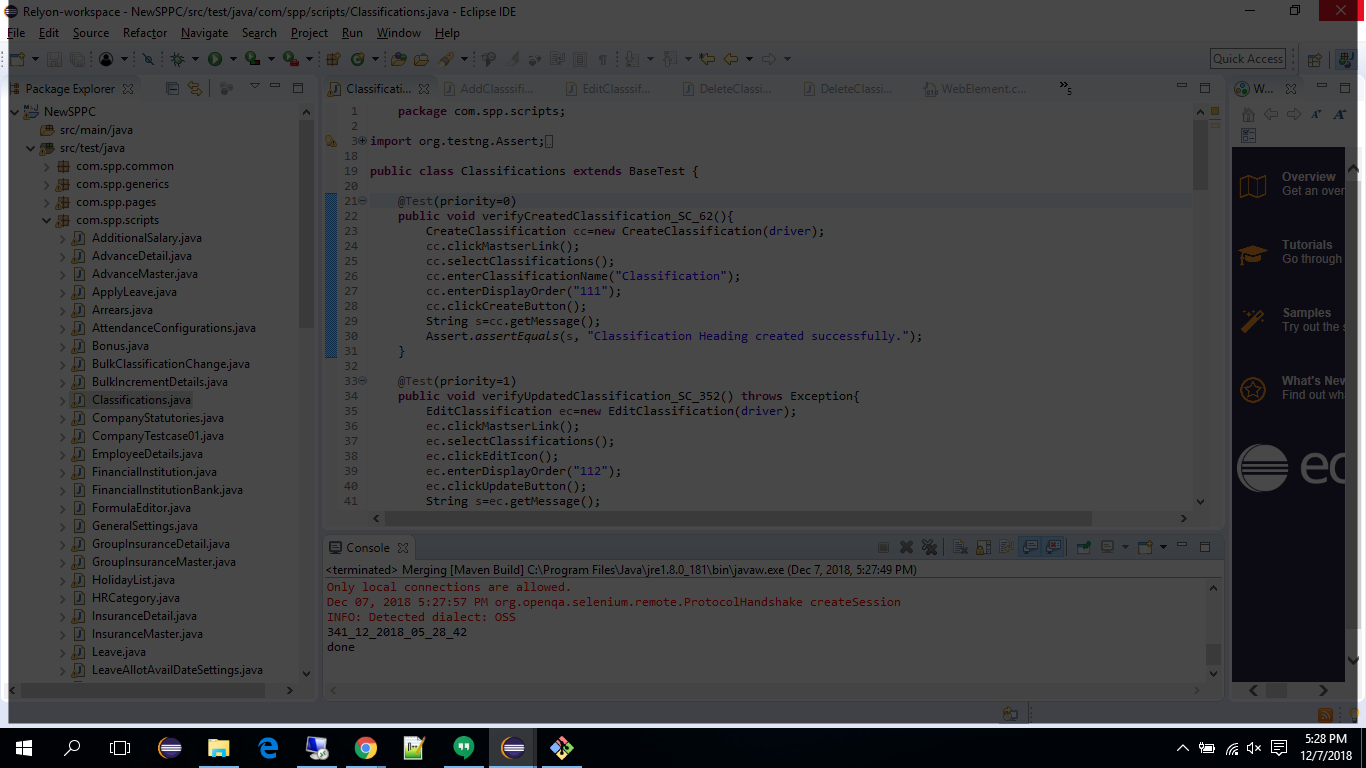 Relyon-workspace - NewSPPC/src/test/java/com/spp/scripts/Classifications.java - Eclipse IDE
File Edit Source Refactor Navigate Search Project Run Window Help
Quick Access
Package Explorer
NewSPPC
src/main/java
src/test/java
com.spp.common
com.spp.generics
com.spp.pages
com.spp.scripts
AdditionalSalary.java
AdvanceDetail.java
AdvanceMaster.java
ApplyLeave.java
Arrears.java
AttendanceConfigurations.java
Bonus.java
BulkClassificationChange.java
BulkIncrementDetails.java
Classifications.java
CompanyStatutories.java
CompanyTestcase01.java
EmployeeDetails.java
FinancialInstitution.java
FinancialInstitutionBank.java
FormulaEditor.java
GeneralSettings.java
GroupInsuranceDetail.java
GroupInsuranceMaster.java
HolidayList.java
HRCategory.java
InsuranceDetail.java
InsuranceMaster.java
Leave.java
LeaveAllotAvailDateSettings.java
Classificati... AddClasssifi... EditClasssif... DeleteClassi... DeleteClassi... WebElement.c... »5
1 package com.spp.scripts;
2
3 import org.testng.Assert;
18
19 public class Classifications extends BaseTest {
20
21 @Test(priority=0)
22 public void verifyCreatedClassification_SC_62(){
23 CreateClassification cc=new CreateClassification(driver);
24 cc.clickMastserLink();
25 cc.selectClassifications();
26 cc.enterClassificationName("Classification");
27 cc.enterDisplayOrder("111");
28 cc.clickCreateButton();
29 String s=cc.getMessage();
30 Assert.assertEquals(s, "Classification Heading created successfully.");
31 }
32
33 @Test(priority=1)
34 public void verifyUpdatedClassification_SC_352() throws Exception{
35 EditClassification ec=new EditClassification(driver);
36 ec.clickMastserLink();
37 ec.selectClassifications();
38 ec.clickEditIcon();
39 ec.enterDisplayOrder("112");
40 ec.clickUpdateButton();
41 String s=ec.getMessage();
W...
Overview
Get an over
Tutorials
Go through
Samples
Try out the s
What's New
Find out wha
ec
Console
<terminated> Merging [Maven Build] C:\Program Files\Java\jre1.8.0_181\bin\javaw.exe (Dec 7, 2018, 5:27:49 PM)
Only local connections are allowed.
Dec 07, 2018 5:27:57 PM org.openqa.selenium.remote.ProtocolHandshake createSession
INFO: Detected dialect: OSS
341_12_2018_05_28_42
done
5:28 PM
12/7/2018